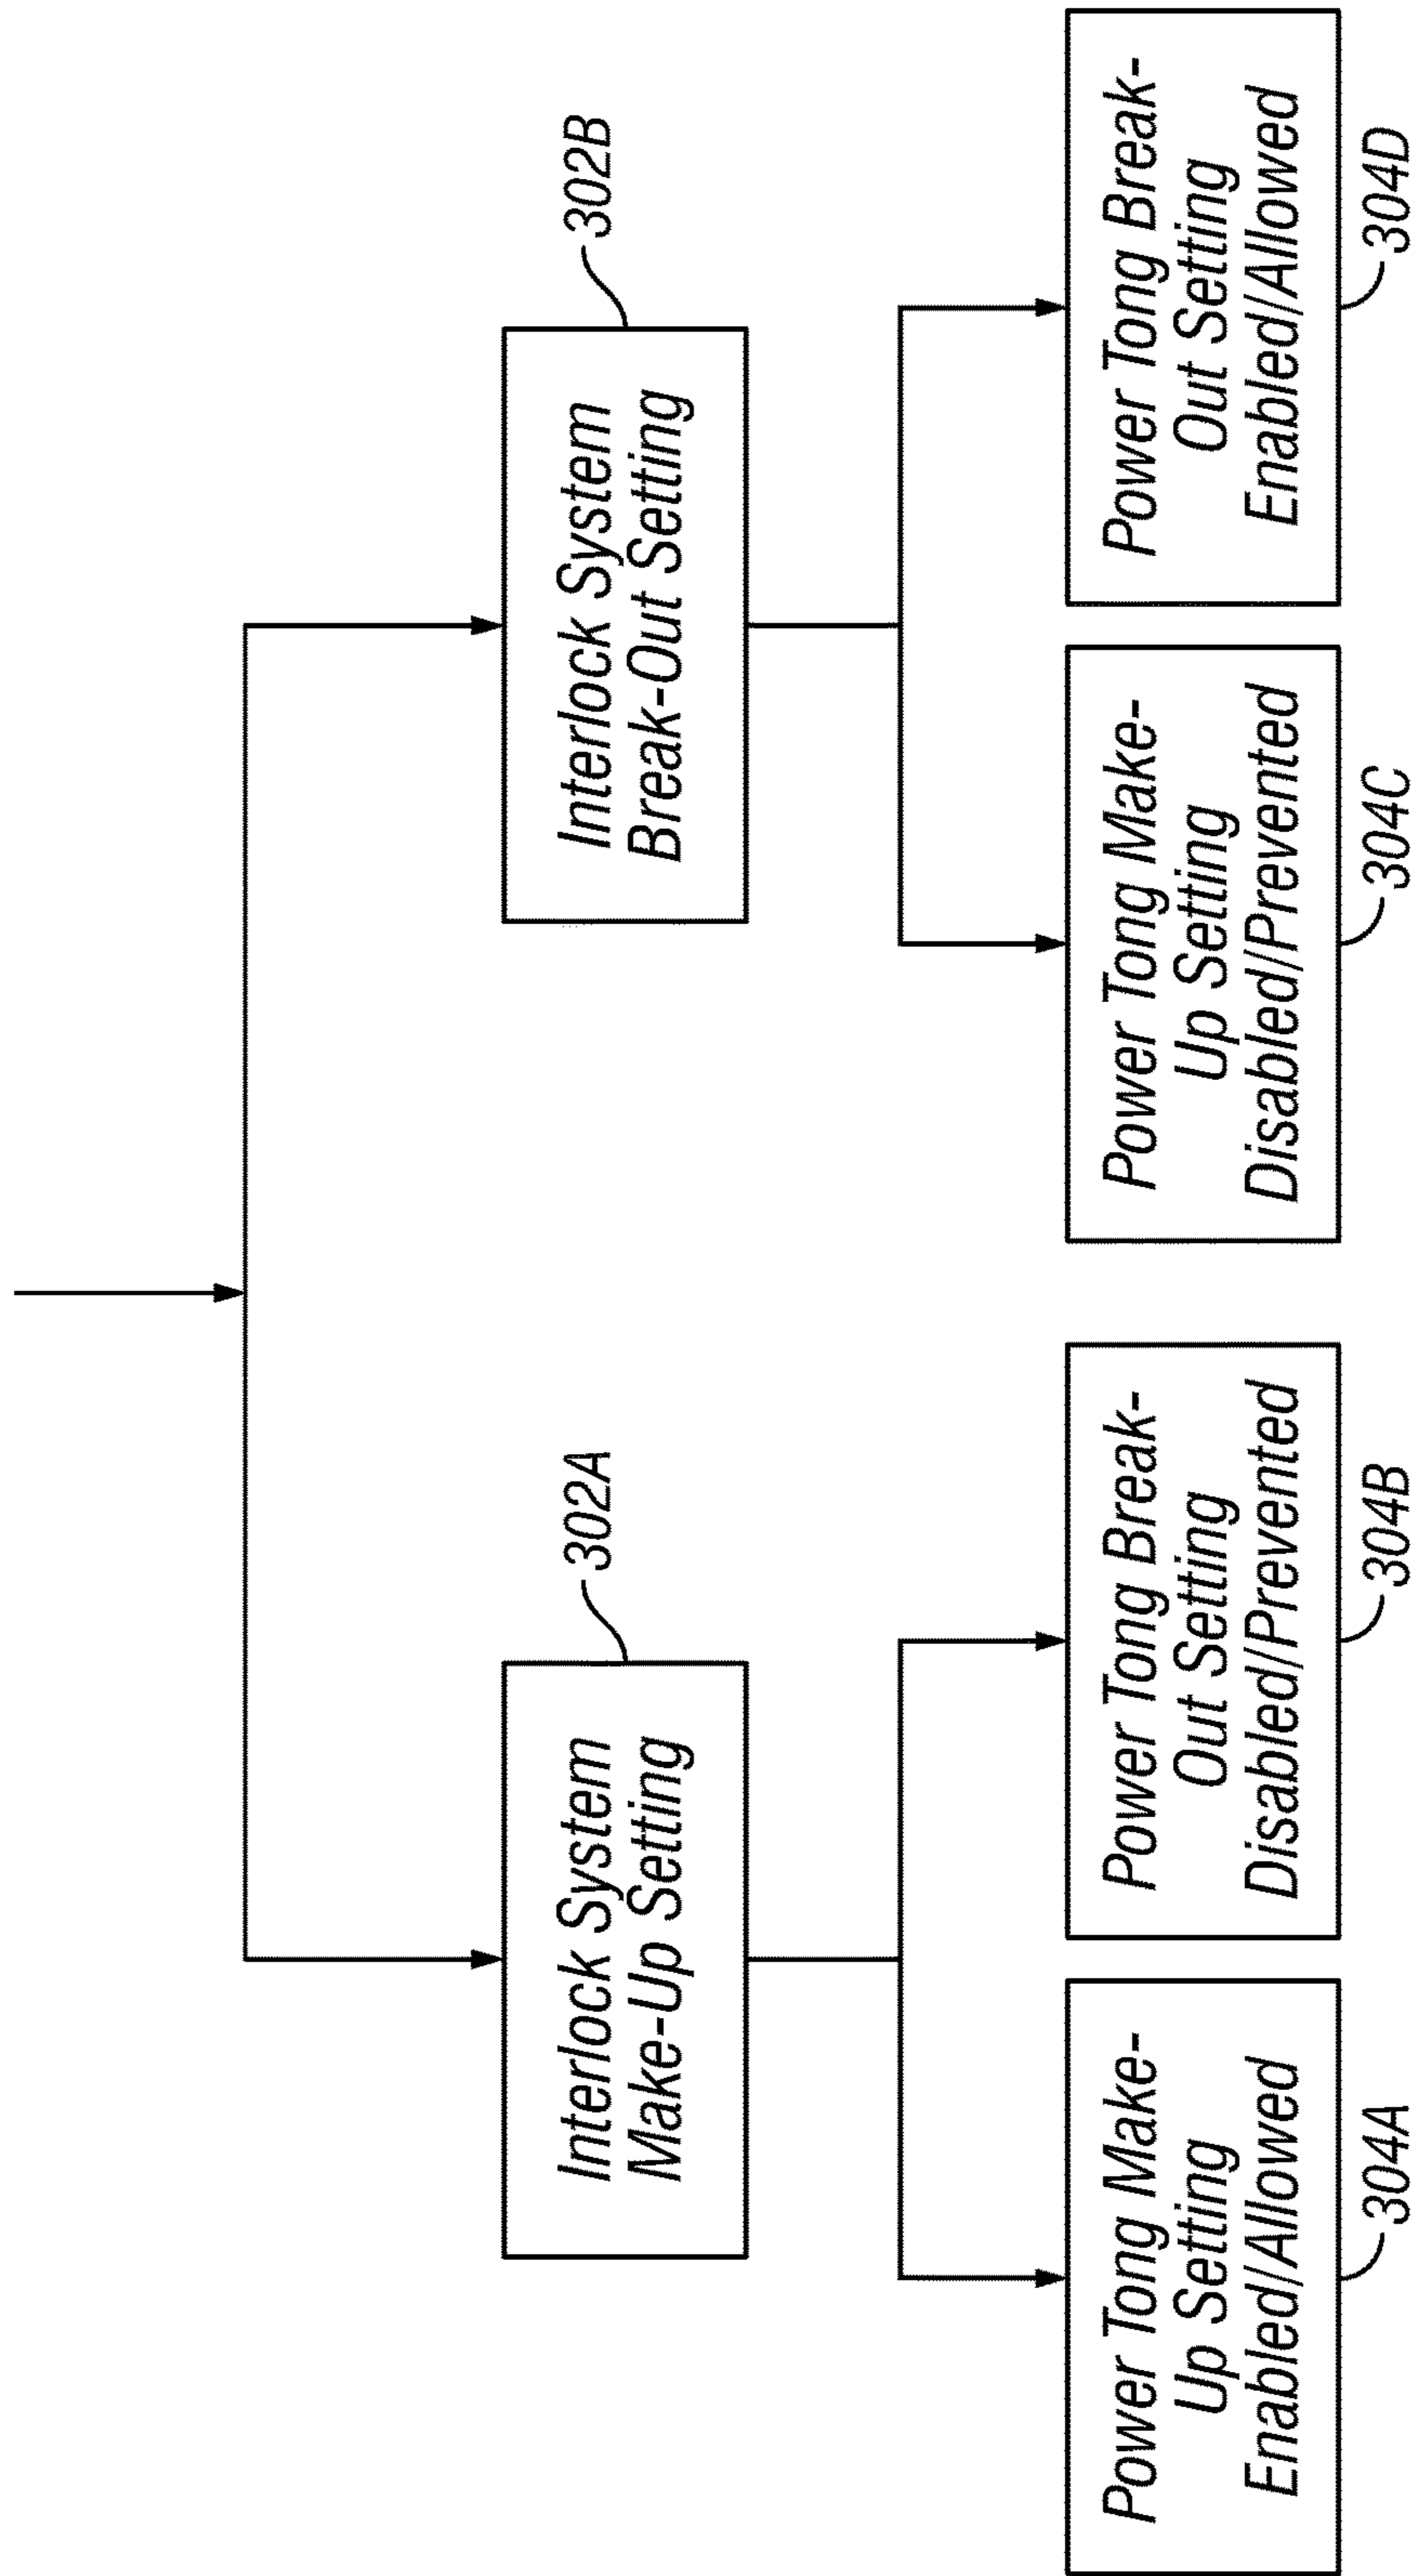 302A
Interlock System
Make-Up Setting
302B
Interlock System
Break-Out Setting
Power Tong Make-
Up Setting
Enabled/Allowed
304A
Power Tong Break-
Out Setting
Disabled/Prevented
304B
Power Tong Make-
Up Setting
Disabled/Prevented
304C
Power Tong Break-
Out Setting
Enabled/Allowed
304D